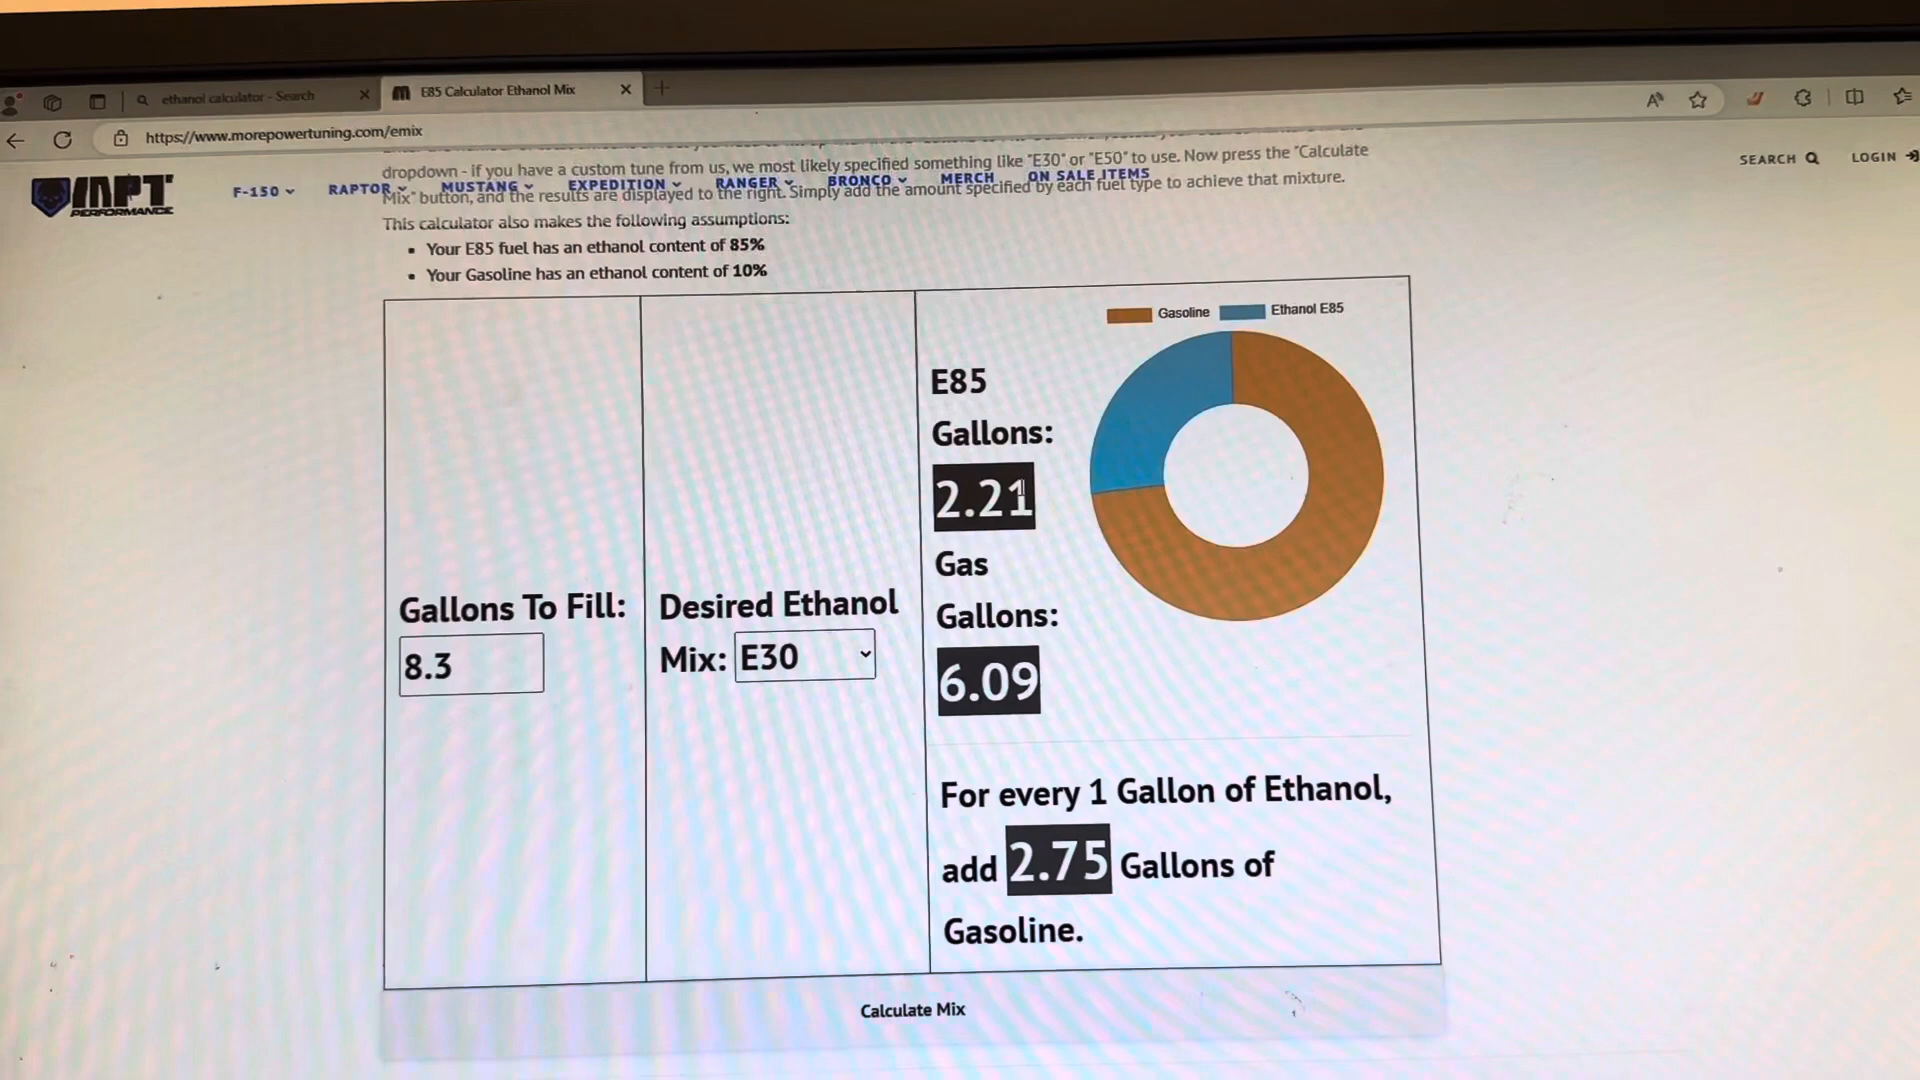 ethanol calculator - Search
E85 Calculator Ethanol Mix
https://www.morepowertuning.com/emix
dropdown - if you have a custom tune from us, we most likely specified something like "E30" or "E50" to use. Now press the "Calculate
SEARCH
LOGIN
MPT
PERFORMANCE
F-150
RAPTOR
MUSTANG
EXPEDITION
RANGER
BRONCO
MERCH
ON SALE ITEMS
Mix" button, and the results are displayed to the right. Simply add the amount specified by each fuel type to achieve that mixture.
This calculator also makes the following assumptions:
Your E85 fuel has an ethanol content of 85%
Your Gasoline has an ethanol content of 10%
Gasoline
Ethanol E85
E85
Gallons:
2.21
Gas
Gallons:
6.09
Gallons To Fill:
8.3
Desired Ethanol
Mix: E30
For every 1 Gallon of Ethanol,
add 2.75 Gallons of
Gasoline.
Calculate Mix